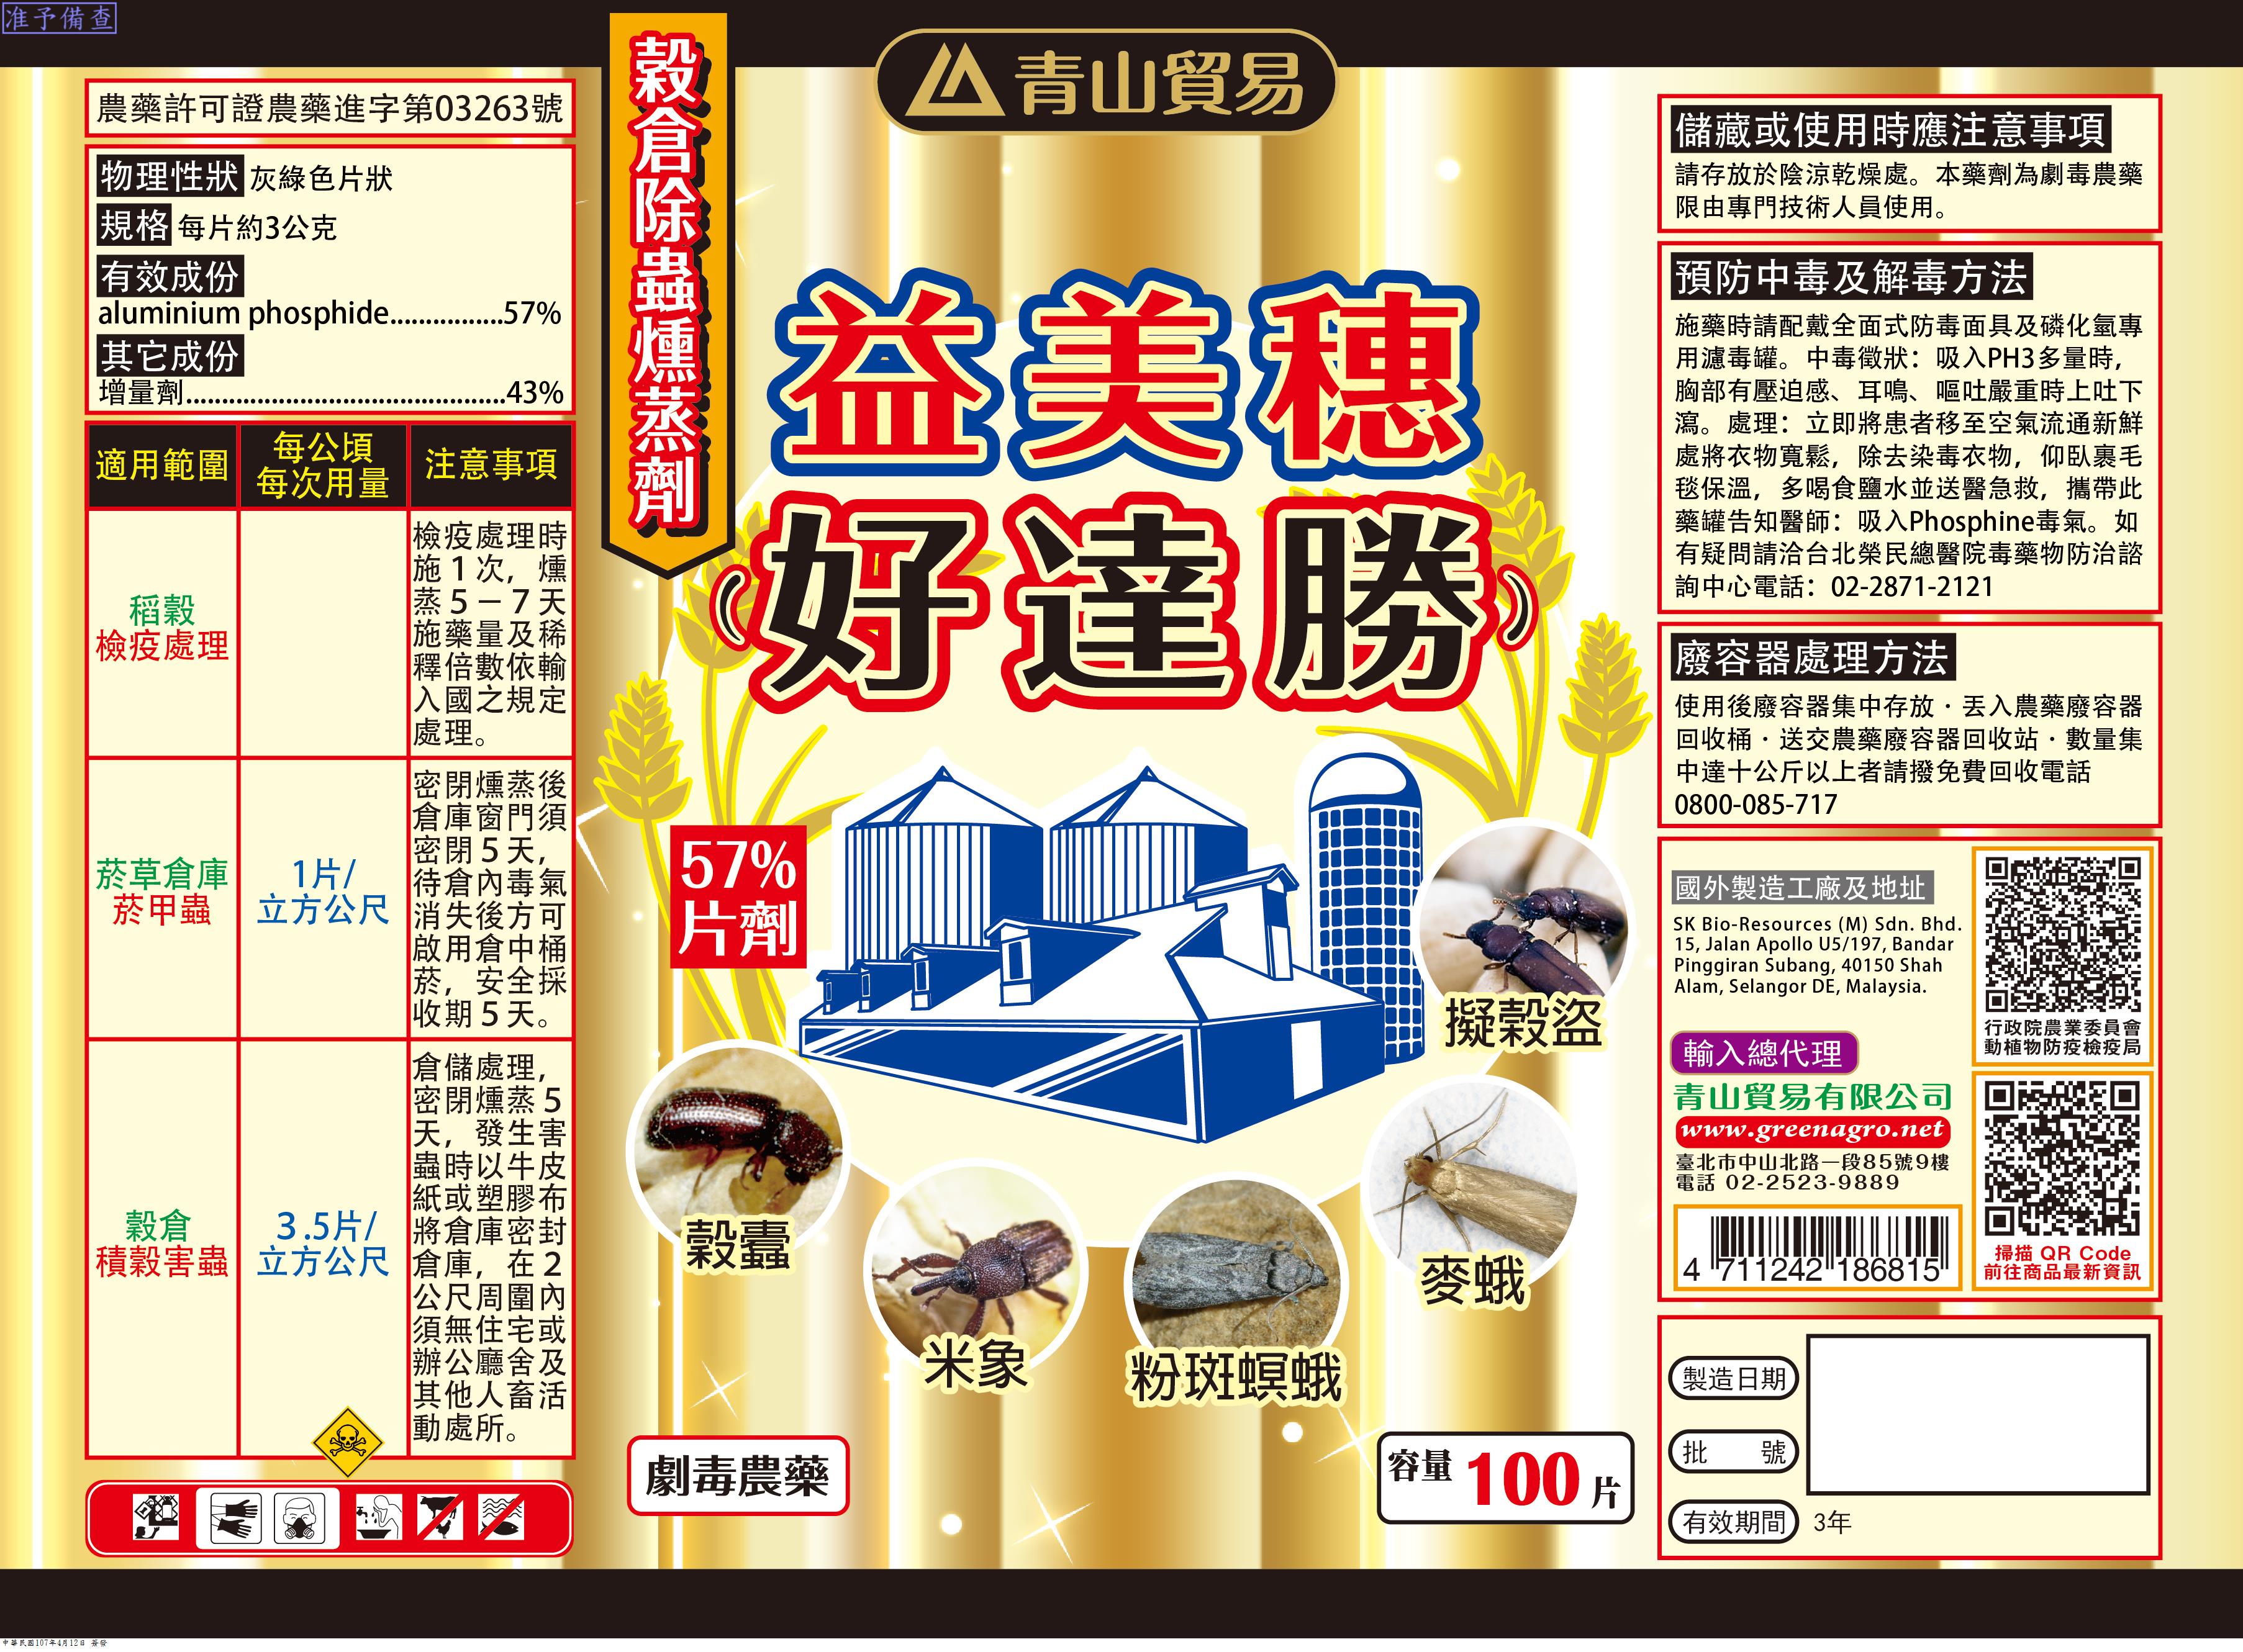 准予備查
農藥許可證農藥進字第03263號
物理性狀 灰綠色片狀
規格 每片約3公克
有效成份
aluminium phosphide................57%
其它成份
增量劑.............................................43%
適用範圍
每公頃
每次用量
注意事項
稻穀
檢疫處理
檢疫處理時
施1次，燻
蒸5－7天
施藥量及稀
釋倍數依輸
入國之規定
處理。
菸草倉庫
菸甲蟲
1片/
立方公尺
密閉燻蒸後
倉庫窗門須
密閉5天，
待倉內毒氣
消失後方可
啟用倉中桶
菸，安全採
收期5天。
穀倉
積穀害蟲
3.5片/
立方公尺
倉儲處理，
密閉燻蒸5
天，發生害
蟲時以牛皮
紙或塑膠布
將倉庫密封
倉庫，在2
公尺周圍內
須無住宅或
辦公廳舍及
其他人畜活
動處所。
穀倉除蟲燻蒸劑
青山貿易
益美穗
好達勝
57%
片劑
擬穀盜
穀蠹
米象
粉斑螟蛾
麥蛾
劇毒農藥
容量 100 片
儲藏或使用時應注意事項
請存放於陰涼乾燥處。本藥劑為劇毒農藥
限由專門技術人員使用。
預防中毒及解毒方法
施藥時請配戴全面式防毒面具及磷化氫專
用濾毒罐。中毒徵狀：吸入PH3多量時，
胸部有壓迫感、耳鳴、嘔吐嚴重時上吐下
瀉。處理：立即將患者移至空氣流通新鮮
處將衣物寬鬆，除去染毒衣物，仰臥裹毛
毯保溫，多喝食鹽水並送醫急救，攜帶此
藥罐告知醫師：吸入Phosphine毒氣。如
有疑問請洽台北榮民總醫院毒藥物防治諮
詢中心電話：02-2871-2121
廢容器處理方法
使用後廢容器集中存放．丟入農藥廢容器
回收桶．送交農藥廢容器回收站．數量集
中達十公斤以上者請撥免費回收電話
0800-085-717
國外製造工廠及地址
SK Bio-Resources (M) Sdn. Bhd.
15, Jalan Apollo U5/197, Bandar
Pinggiran Subang, 40150 Shah
Alam, Selangor DE, Malaysia.
行政院農業委員會
動植物防疫檢疫局
輸入總代理
青山貿易有限公司
www.greenagro.net
臺北市中山北路一段85號9樓
電話 02-2523-9889
4 711242 186815
掃描 QR Code
前往商品最新資訊
製造日期
批 號
有效期間 3年
中華民國107年4月12日 簽發